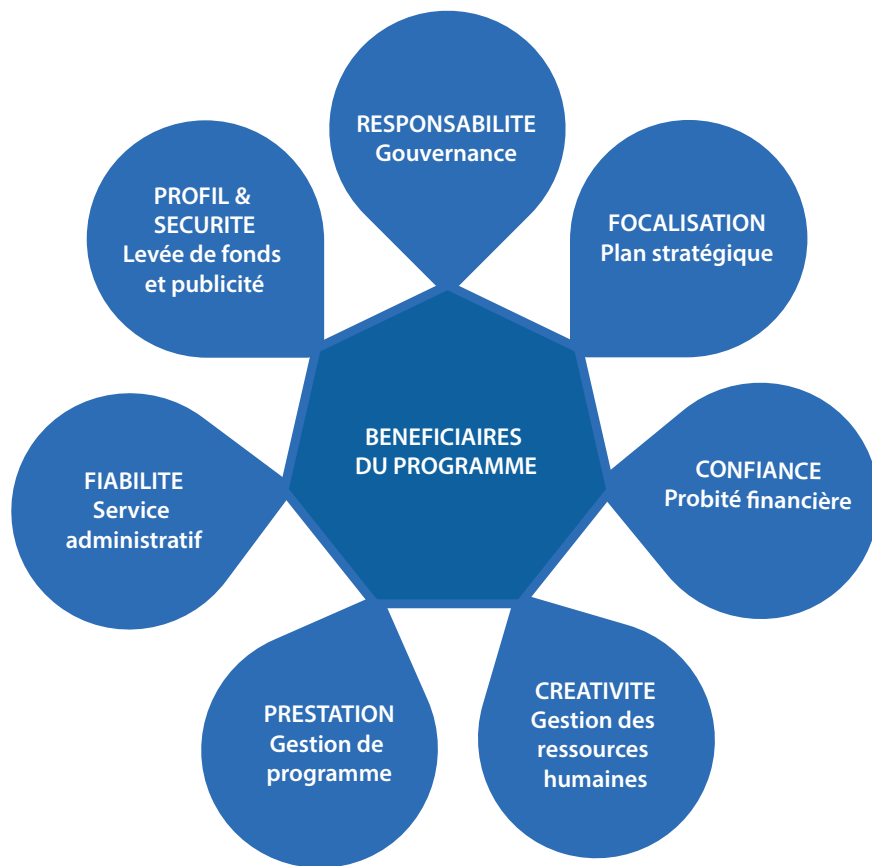 RESPONSABILITE
Gouvernance
FOCALISATION
Plan stratégique
CONFIANCE
Probité financière
CREATIVITE
Gestion des
ressources
humaines
PRESTATION
Gestion de
programme
FIABILITE
Service
administratif
PROFIL &
SECURITE
Levée de fonds
et publicité
BENEFICIAIRES
DU PROGRAMME